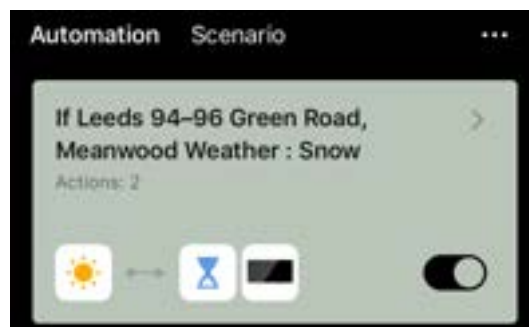 Automation Scenario
If Leeds 94–96 Green Road,
Meanwood Weather : Snow
Actions: 2